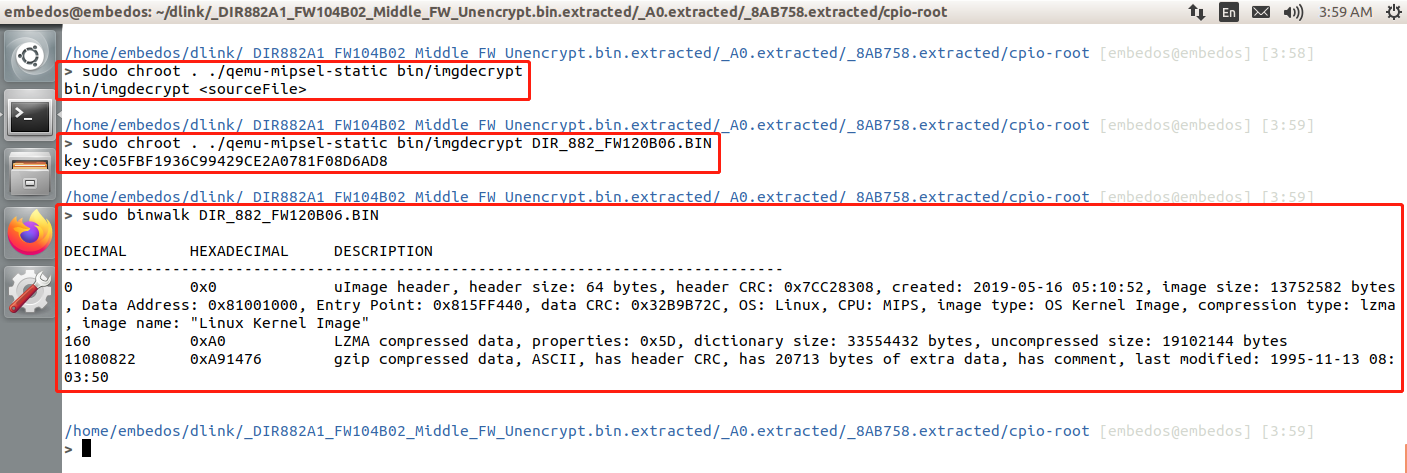 embedos@embedos: ~/dlink/_DIR882A1_FW104B02_Middle_FW_Unencrypt.bin.extracted/_A0.extracted/_8AB758.extracted/cpio-root En 3:59 AM
/home/embedos/dlink/_DIR882A1_FW104B02_Middle_FW_Unencrypt.bin.extracted/_A0.extracted/_8AB758.extracted/cpio-root [embedos@embedos] [3:58]
> sudo chroot . ./qemu-mipsel-static bin/imgdecrypt
bin/imgdecrypt <sourceFile>
/home/embedos/dlink/_DIR882A1_FW104B02_Middle_FW_Unencrypt.bin.extracted/_A0.extracted/_8AB758.extracted/cpio-root [embedos@embedos] [3:59]
> sudo chroot . ./qemu-mipsel-static bin/imgdecrypt DIR_882_FW120B06.BIN
key:C05FBF1936C99429CE2A0781F08D6AD8
/home/embedos/dlink/_DIR882A1_FW104B02_Middle_FW_Unencrypt.bin.extracted/_A0.extracted/_8AB758.extracted/cpio-root [embedos@embedos] [3:59]
> sudo binwalk DIR_882_FW120B06.BIN
DECIMAL HEXADECIMAL DESCRIPTION
--------------------------------------------------------------------------------
0 0x0 uImage header, header size: 64 bytes, header CRC: 0x7CC28308, created: 2019-05-16 05:10:52, image size: 13752582 bytes
, Data Address: 0x81001000, Entry Point: 0x815FF440, data CRC: 0x32B9B72C, OS: Linux, CPU: MIPS, image type: OS Kernel Image, compression type: lzma
, image name: "Linux Kernel Image"
160 0xA0 LZMA compressed data, properties: 0x5D, dictionary size: 33554432 bytes, uncompressed size: 19102144 bytes
11080822 0xA91476 gzip compressed data, ASCII, has header CRC, has 20713 bytes of extra data, has comment, last modified: 1995-11-13 08:
03:50
/home/embedos/dlink/_DIR882A1_FW104B02_Middle_FW_Unencrypt.bin.extracted/_A0.extracted/_8AB758.extracted/cpio-root [embedos@embedos] [3:59]
>